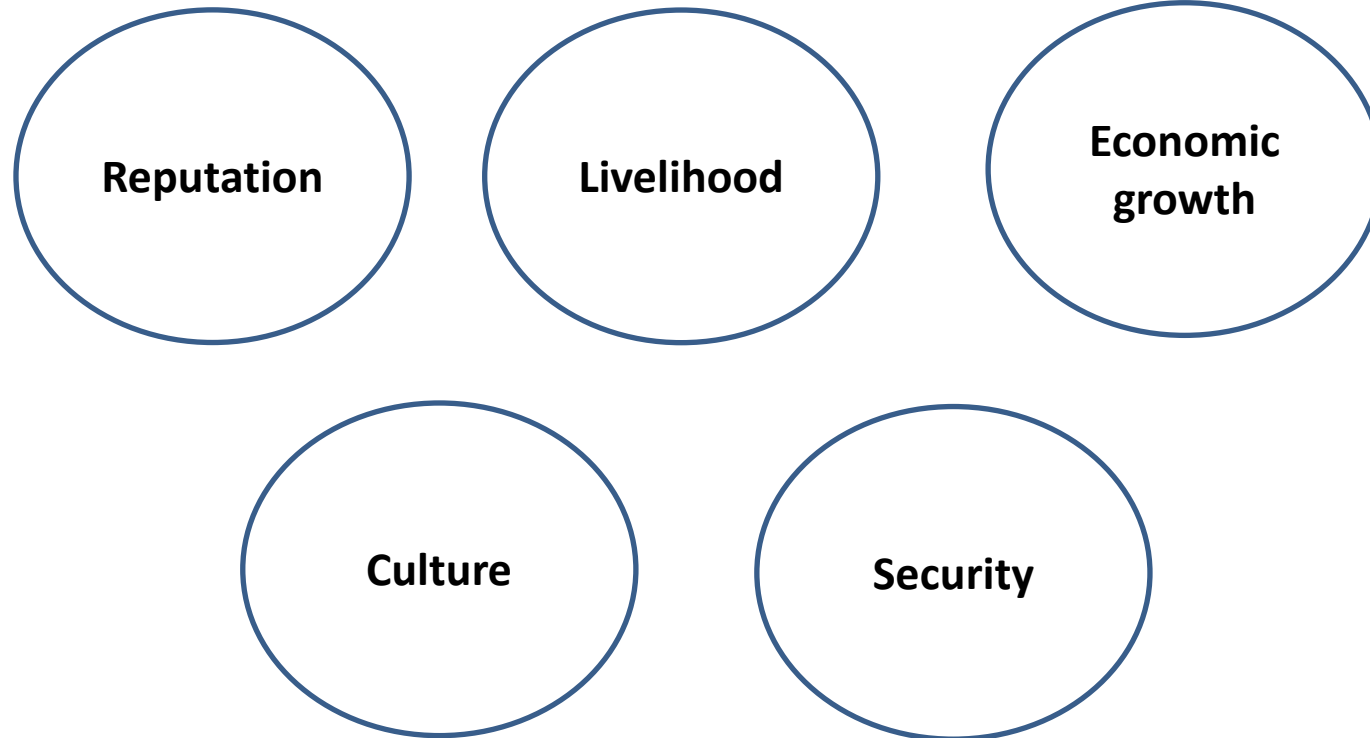 Reputation
Livelihood
Economic
growth
Culture
Security